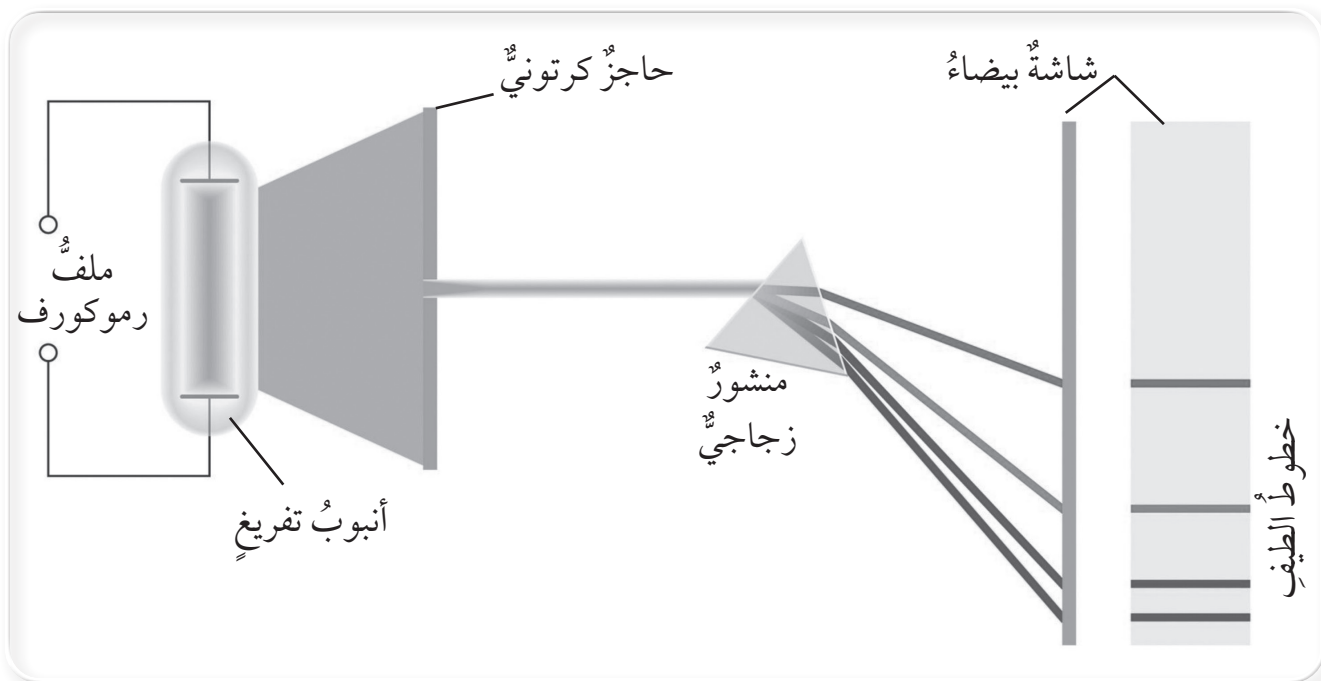 شاشةٌ بيضاءُ
حاجزٌ كرتونيٌّ
ملفُّ
رموكورف
منشورٌ
زجاجيٌّ
خطوطُ الطيفِ
أنبوبُ تفريغٍ